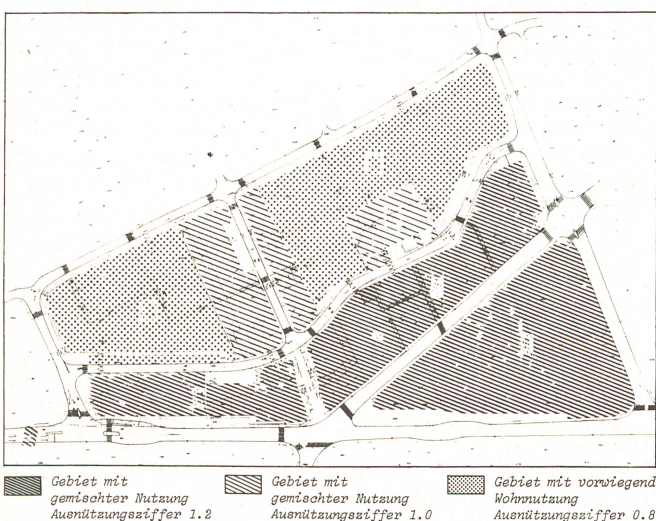 Gebiet mit
gemischter Nutzung
Ausnützungsziffer 1.2
Gebiet mit
gemischter Nutzung
Ausnützungsziffer 1.0
Gebiet mit vorwiegend
Wohnnutzung
Ausnützungsziffer 0.8